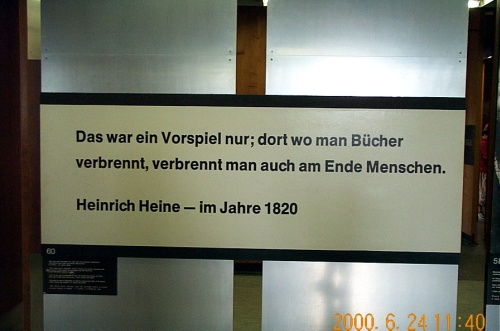 Das war ein Vorspiel nur; dort wo man Bücher
verbrennt, verbrennt man auch am Ende Menschen.
Heinrich Heine — im Jahre 1820
60
58
2000. 6. 24 11:40